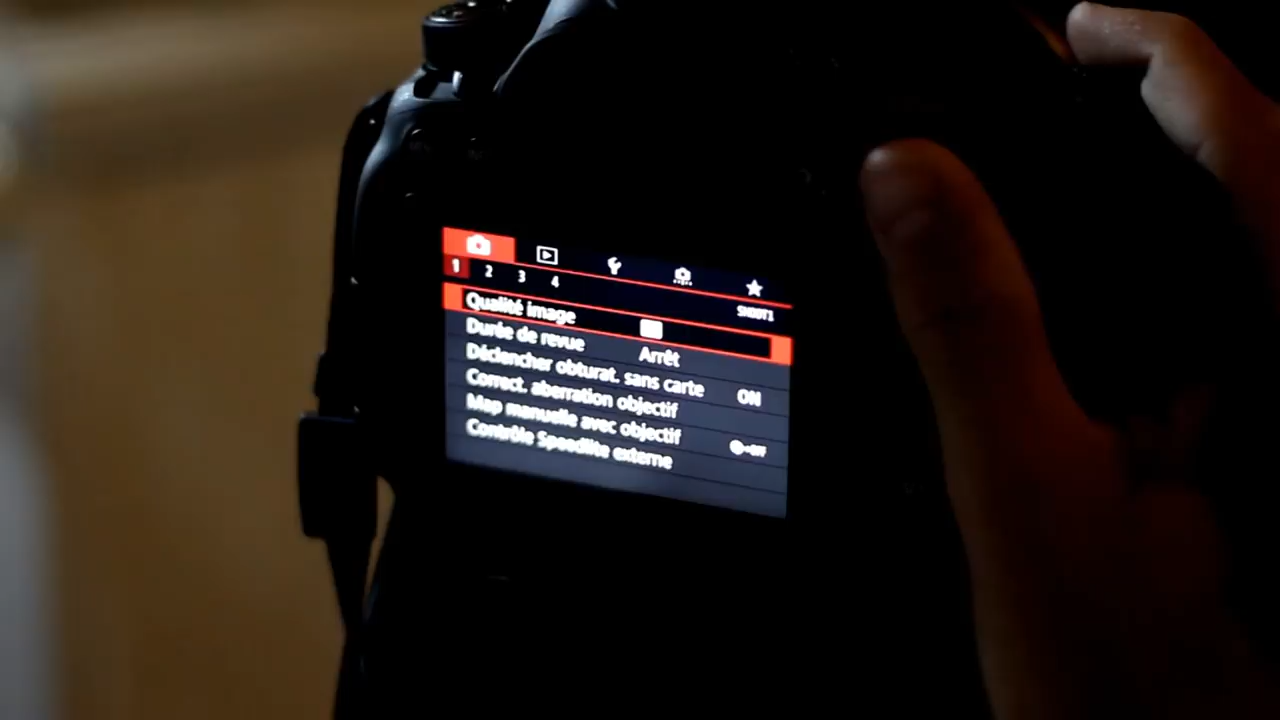 1 2 3 4
SHOOT1
Qualité image
Durée de revue Arrêt
Déclencher obturat. sans carte ON
Correct. aberration objectif
Map manuelle avec objectif
Contrôle Speedlite externe